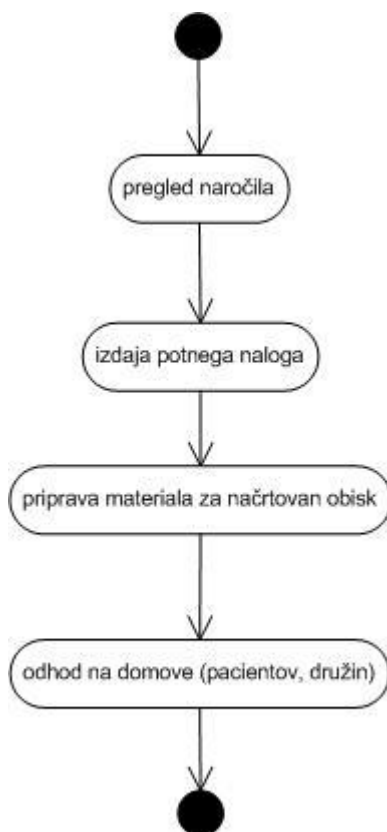 pregled naročila
izdaja potnega naloga
priprava materiala za načrtovan obisk
odhod na domove (pacientov, družin)